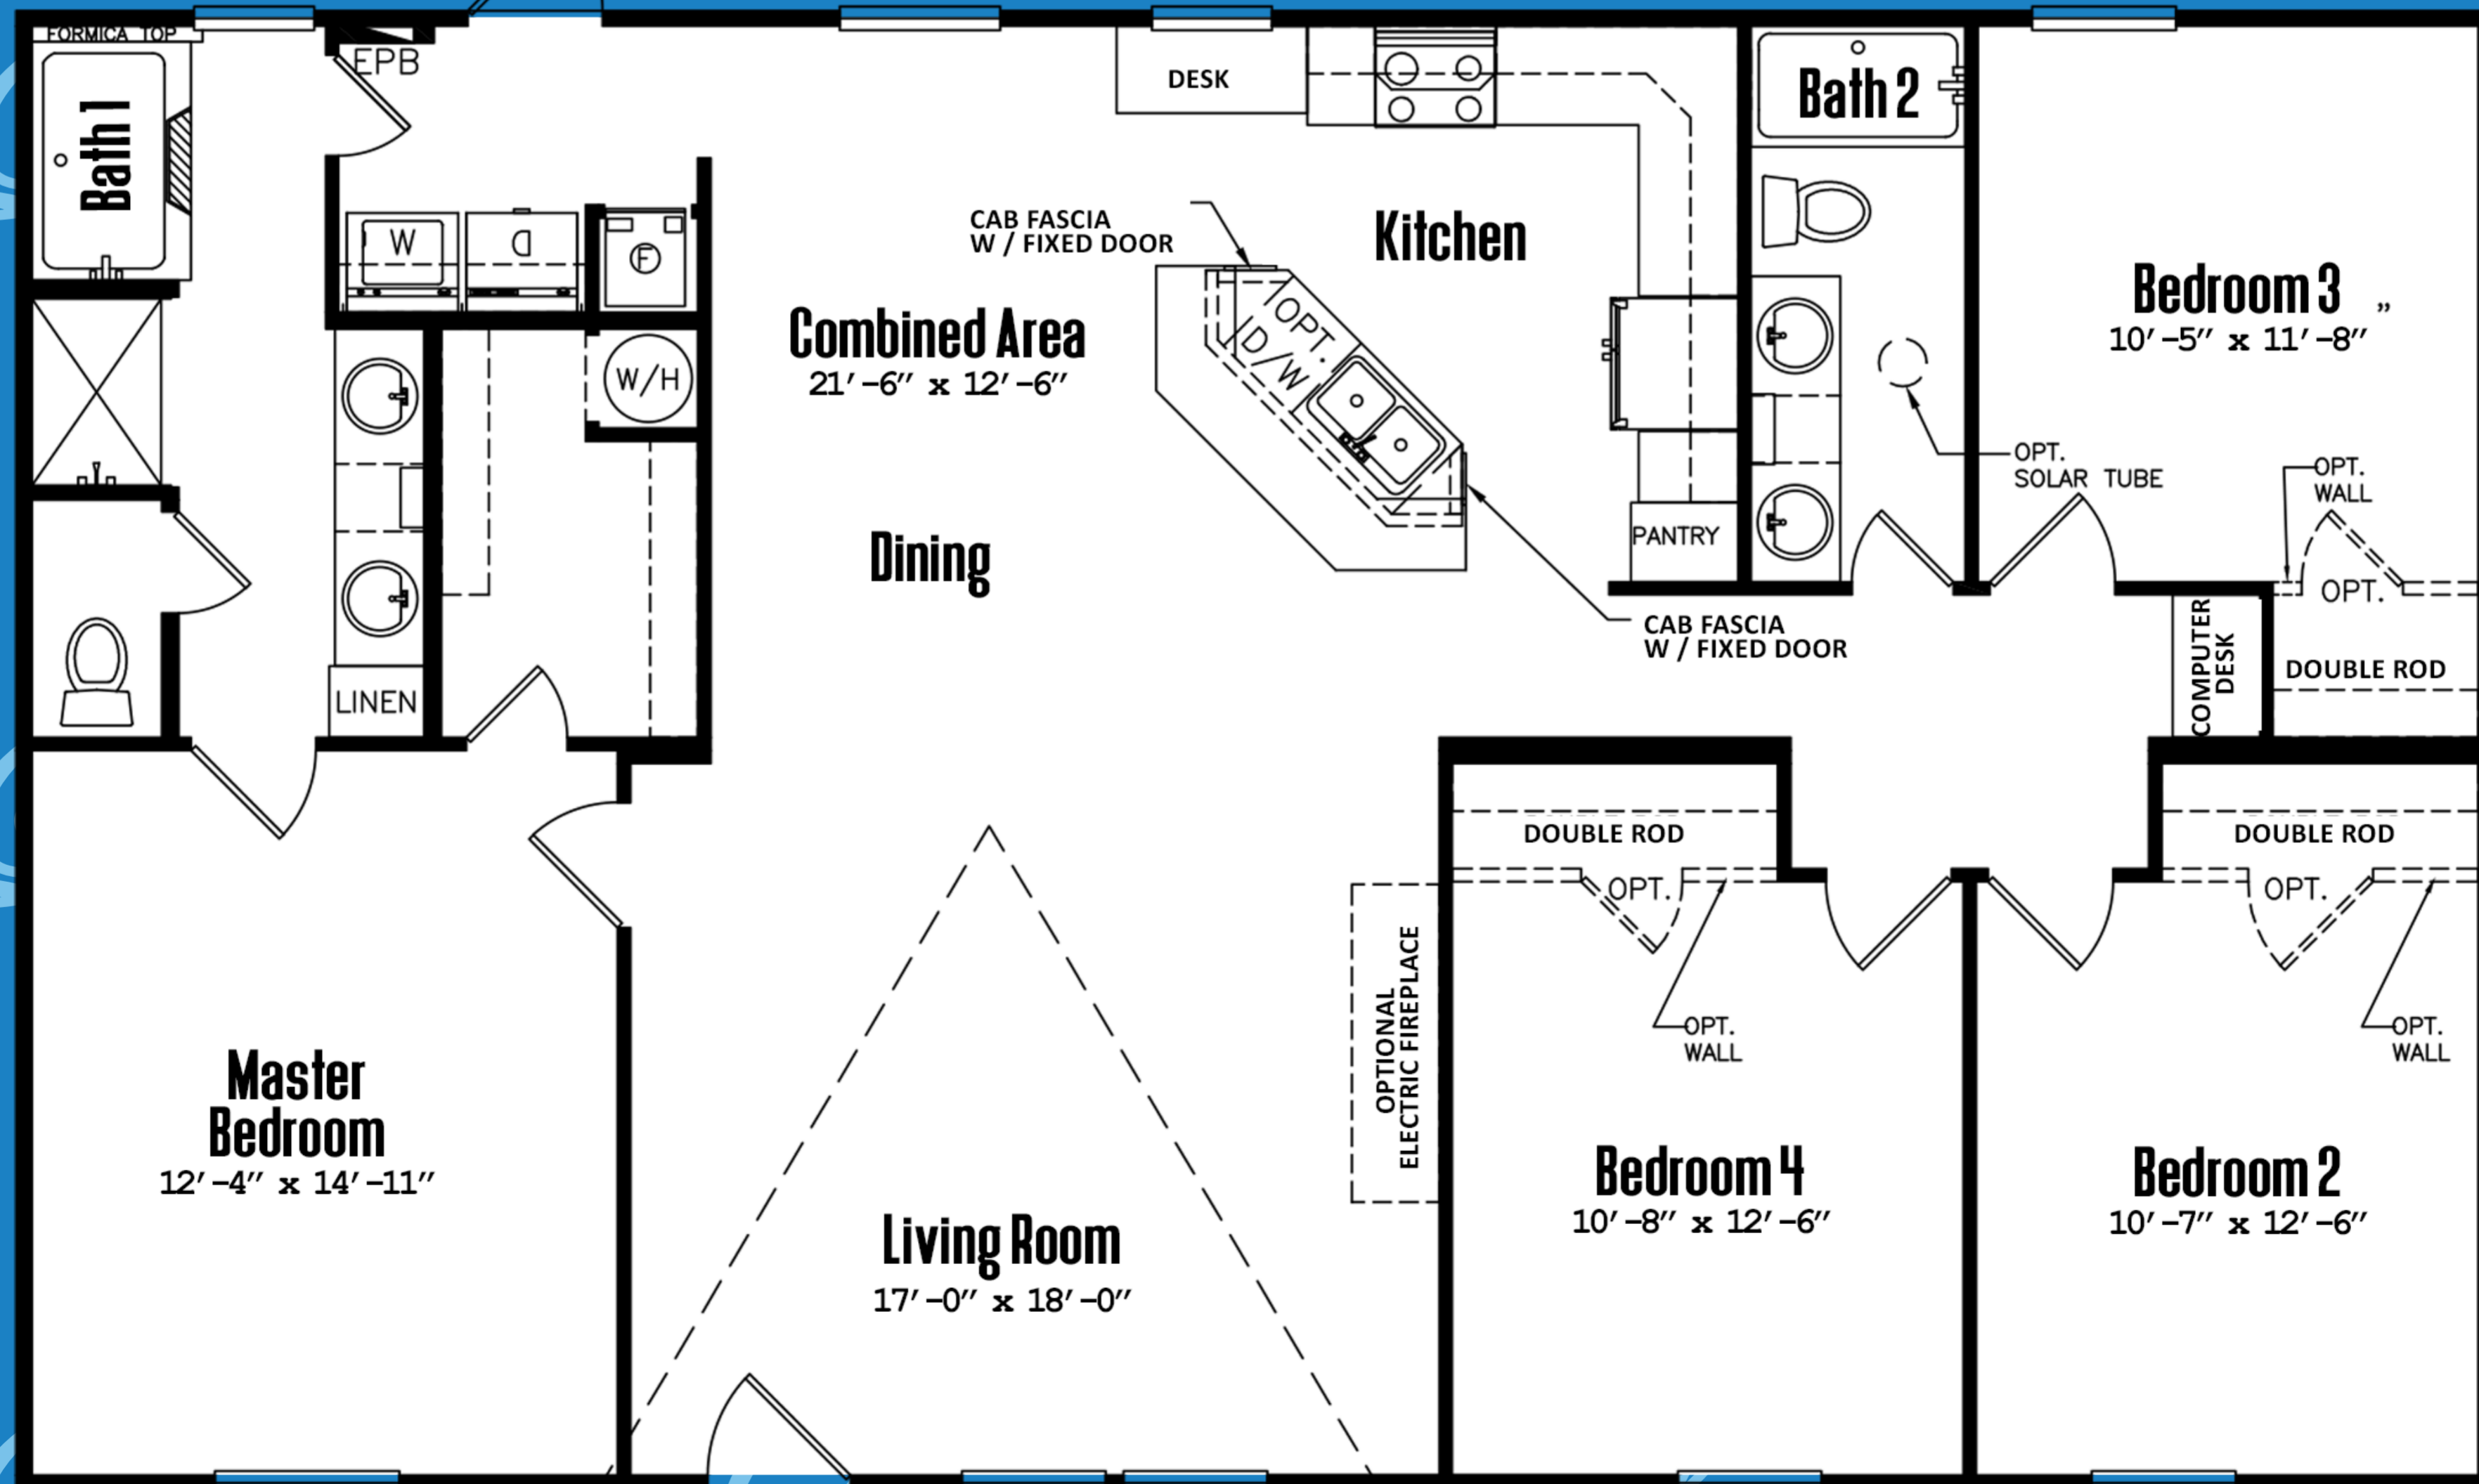 FORMICA TOP
EPB
Bath 1
DESK
Bath 2
W
D
F
CAB FASCIA
W / FIXED DOOR
Kitchen
Bedroom 3 ”
10′-5″ x 11′-8″
Combined Area
21′-6″ x 12′-6″
OPT.
D/W
W/H
OPT.
SOLAR TUBE
OPT.
WALL
PANTRY
Dining
OPT.
CAB FASCIA
W / FIXED DOOR
COMPUTER
DESK
DOUBLE ROD
LINEN
DOUBLE ROD
DOUBLE ROD
OPT.
OPT.
OPTIONAL
ELECTRIC FIREPLACE
OPT.
WALL
OPT.
WALL
Master
Bedroom
12′-4″ x 14′-11″
Bedroom 4
10′-8″ x 12′-6″
Bedroom 2
10′-7″ x 12′-6″
Living Room
17′-0″ x 18′-0″